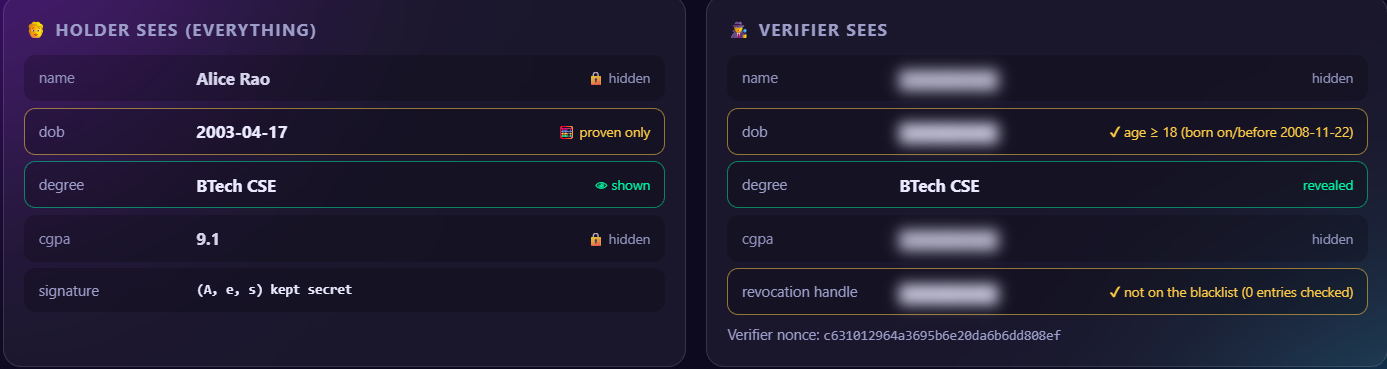 HOLDER SEES (EVERYTHING)
name Alice Rao hidden
dob 2003-04-17 proven only
degree BTech CSE shown
cgpa 9.1 hidden
signature (A, e, s) kept secret
VERIFIER SEES
name hidden
dob ✓ age ≥ 18 (born on/before 2008-11-22)
degree BTech CSE revealed
cgpa hidden
revocation handle ✓ not on the blacklist (0 entries checked)
Verifier nonce: c631012964a3695b6e20da6b6dd808ef